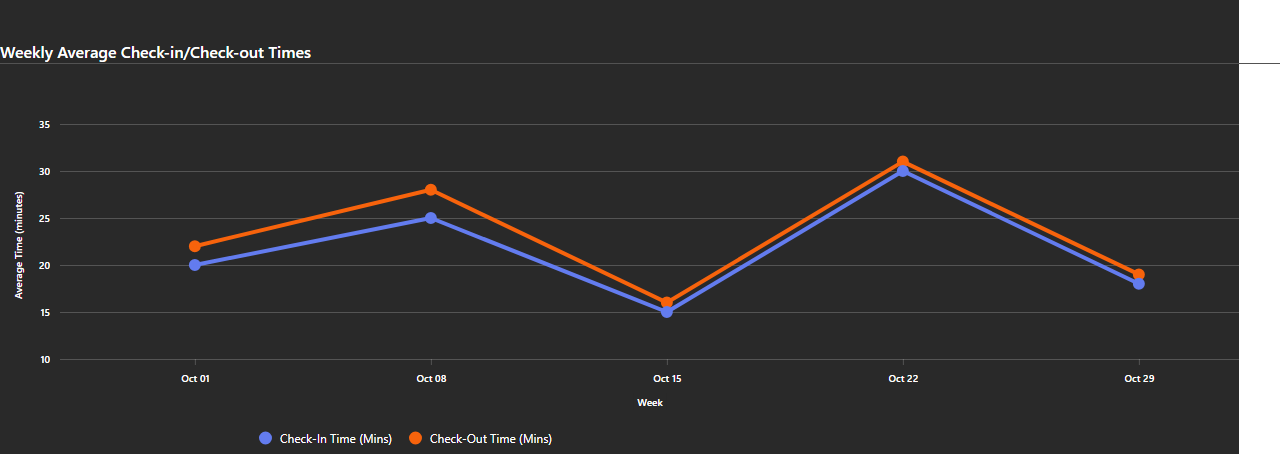 Weekly Average Check-in/Check-out Times
35
30
25
20
15
10
Average Time (minutes)
Oct 01
Oct 08
Oct 15
Oct 22
Oct 29
Week
Check-In Time (Mins)
Check-Out Time (Mins)